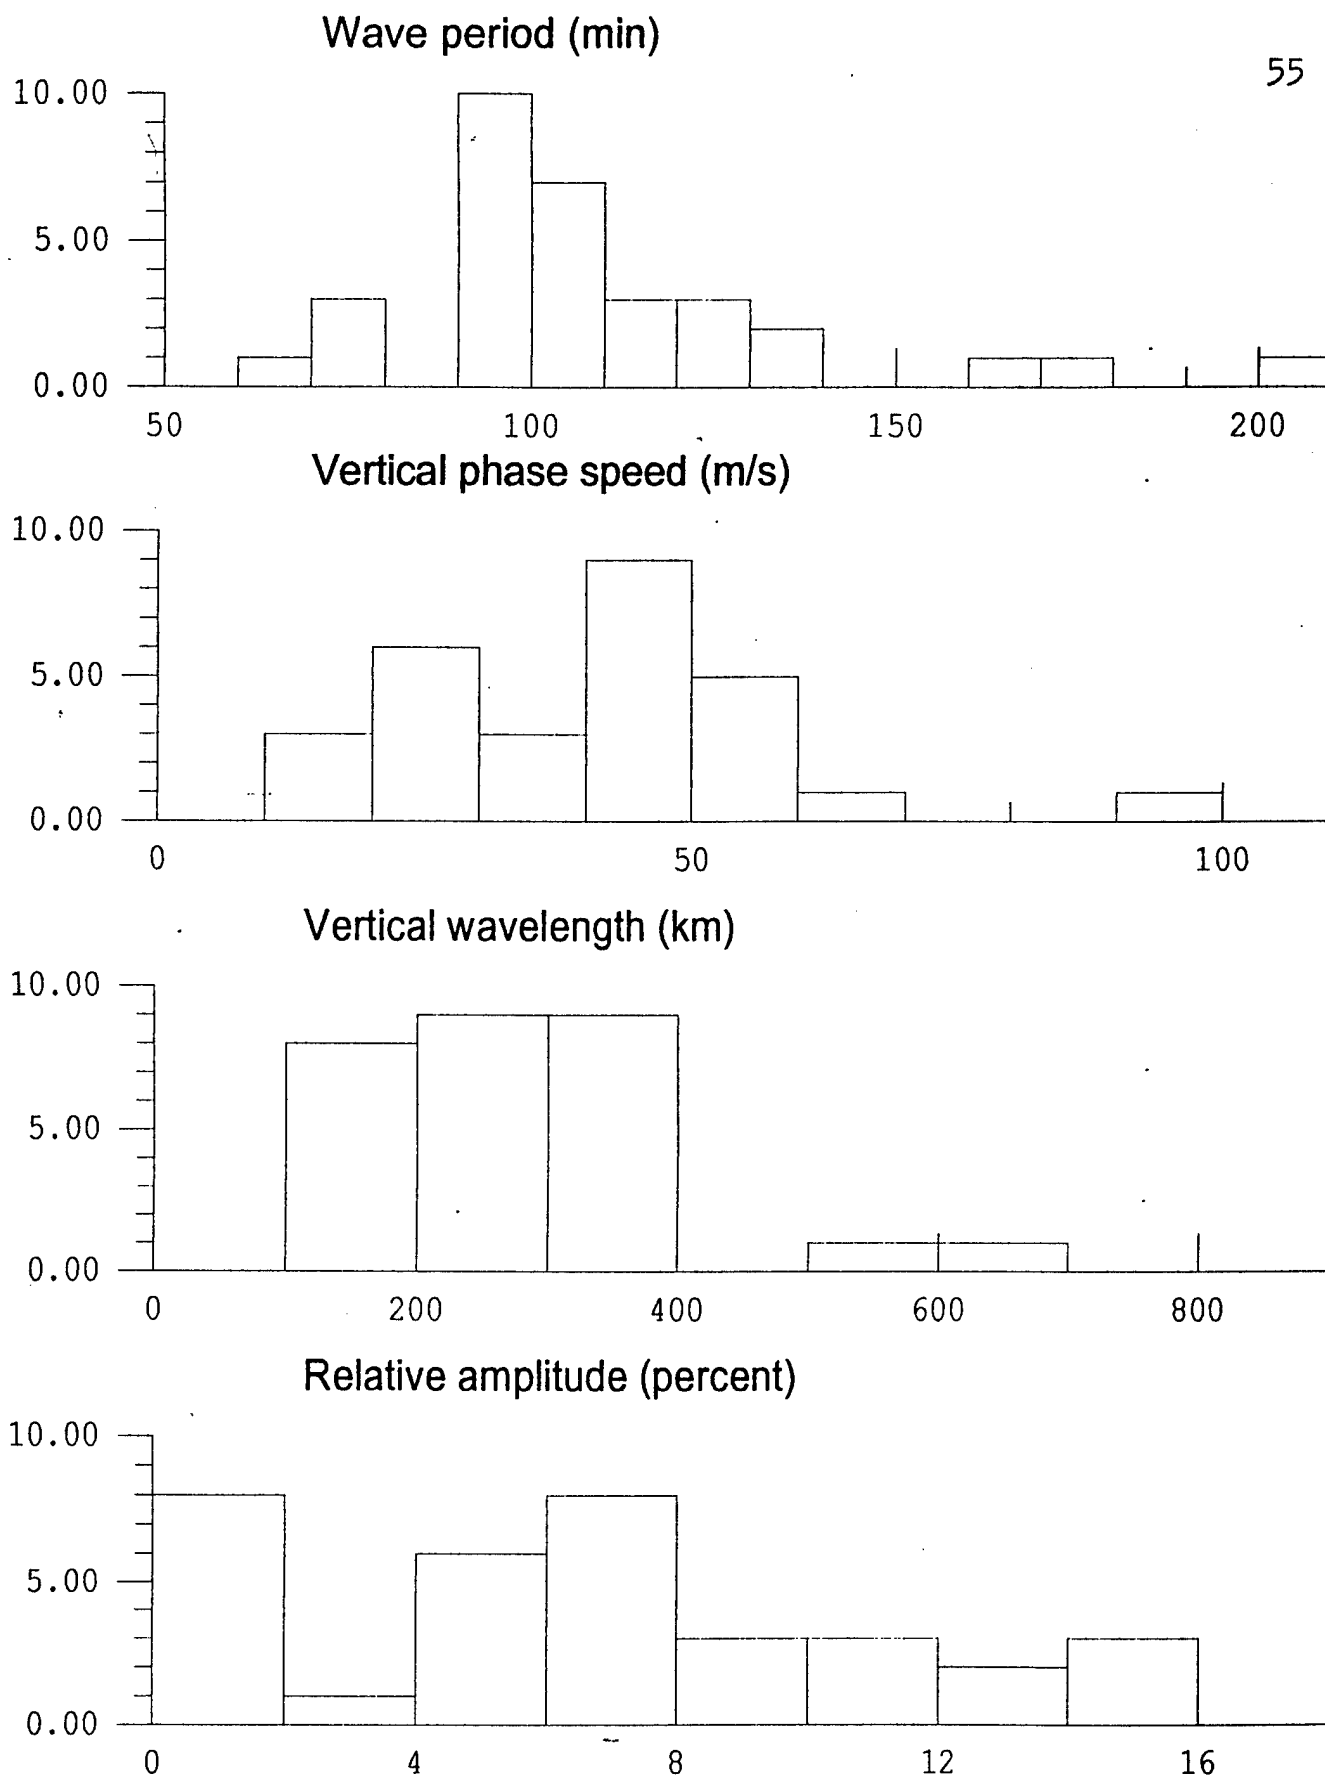 Wave period (min)
55
10.00
5.00
0.00
50 100 150 200
Vertical phase speed (m/s)
10.00
5.00
0.00
0 50 100
Vertical wavelength (km)
10.00
5.00
0.00
0 200 400 600 800
Relative amplitude (percent)
10.00
5.00
0.00
0 4 8 12 16